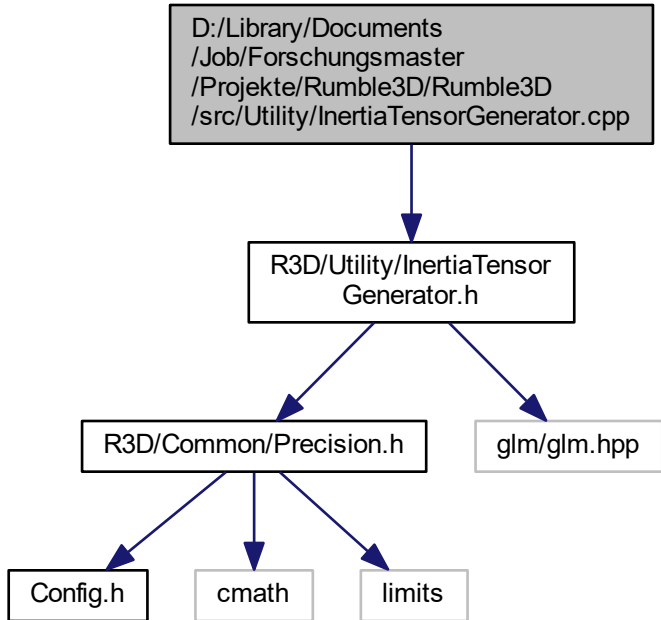 D:/Library/Documents
/Job/Forschungsmaster
/Projekte/Rumble3D/Rumble3D
/src/Utility/InertiaTensorGenerator.cpp
R3D/Utility/InertiaTensor
Generator.h
R3D/Common/Precision.h
glm/glm.hpp
Config.h
cmath
limits